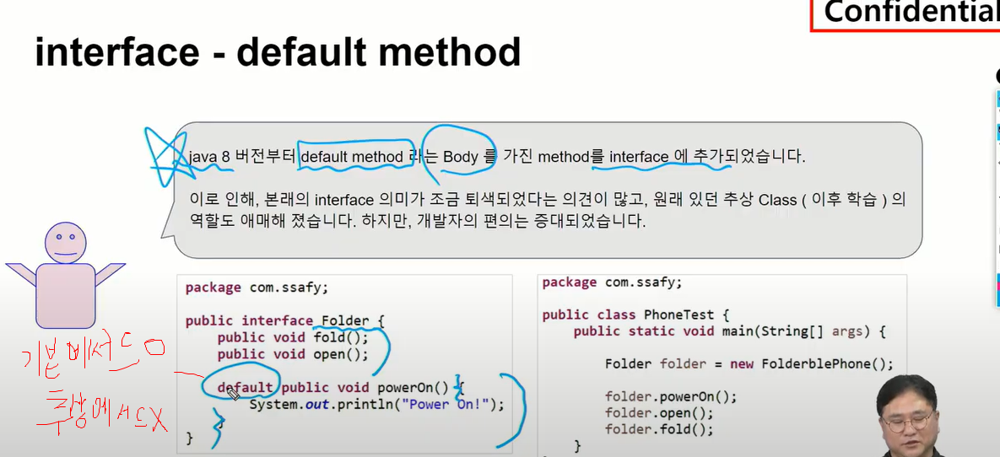 Confidential
interface - default method
java 8 버전부터 default method 라는 Body 를 가진 method를 interface 에 추가되었습니다.
이로 인해, 본래의 interface 의미가 조금 퇴색되었다는 의견이 많고, 원래 있던 추상 Class ( 이후 학습 ) 의
역할도 애매해 졌습니다. 하지만, 개발자의 편의는 증대되었습니다.
package com.ssafy;
public interface Folder {
public void fold();
public void open();
default public void powerOn() {
System.out.println("Power On!");
}
}
기본메서드 O
추상메서드 X
package com.ssafy;
public class PhoneTest {
public static void main(String[] args) {
Folder folder = new FolderblePhone();
folder.powerOn();
folder.open();
folder.fold();
}